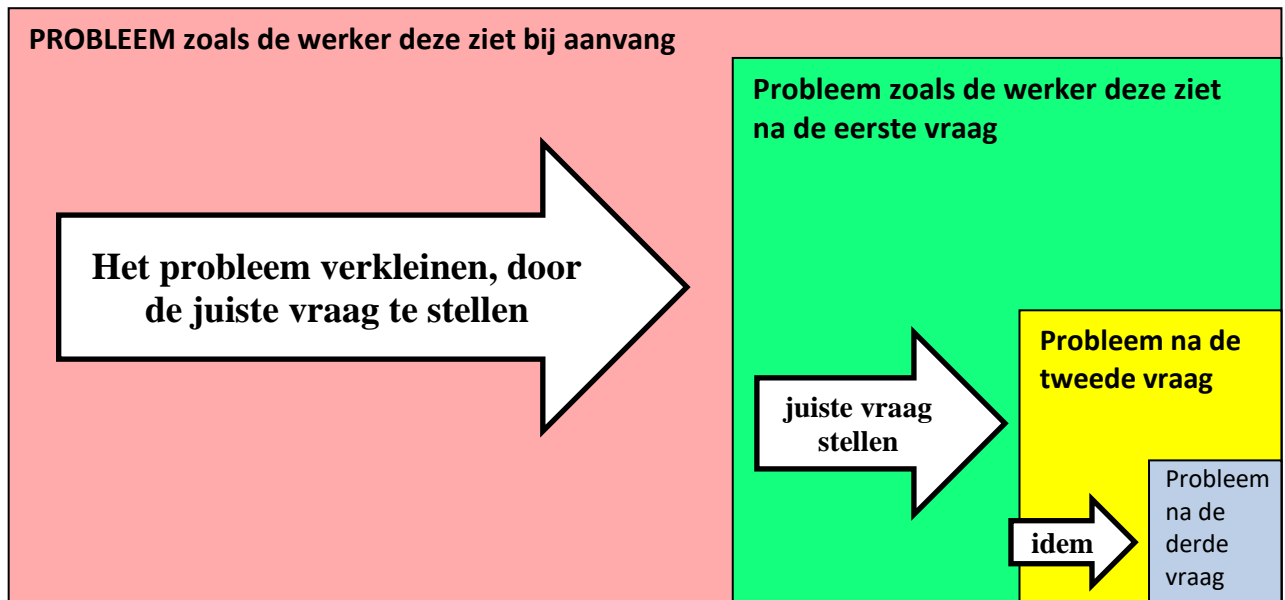 PROBLEEM zoals de werker deze ziet bij aanvang
Probleem zoals de werker deze ziet
na de eerste vraag
Het probleem verkleinen, door
de juiste vraag te stellen
Probleem na de
tweede vraag
juiste vraag
stellen
Probleem
na de
derde
vraag
idem